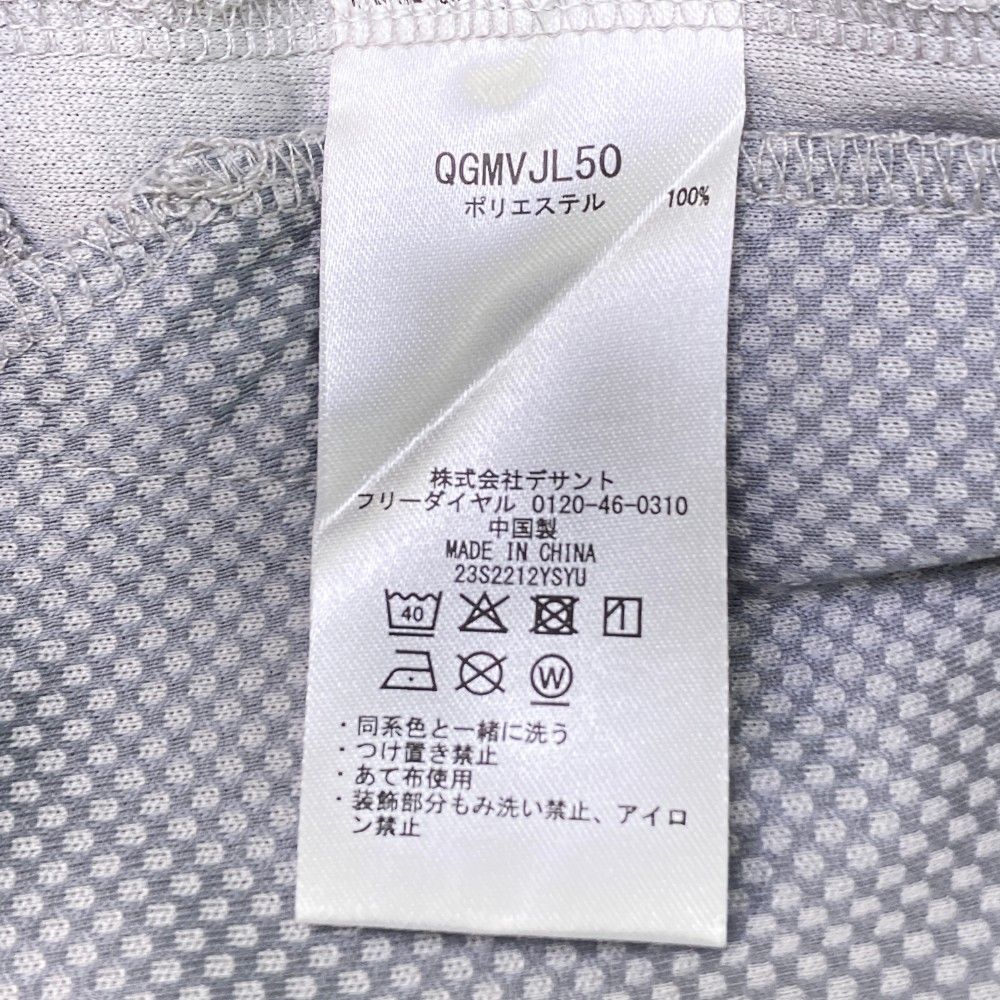 QGMVJL50
ポリエステル 100%
株式会社デサント
フリーダイヤル 0120-46-0310
中国製
MADE IN CHINA
23S2212YSYU
40
W
・同系色と一緒に洗う
・つけ置き禁止
・あて布使用
・装飾部分もみ洗い禁止、アイロ
ン禁止